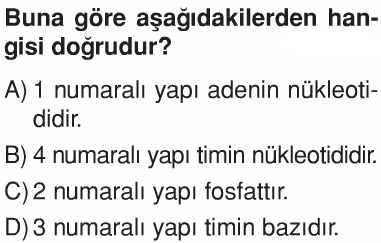 Buna göre aşağıdakilerden han-
gisi doğrudur?
A) 1 numaralı yapı adenin nükleoti-
didir.
B) 4 numaralı yapı timin nükleotididir.
C) 2 numaralı yapı fosfattır.
D) 3 numaralı yapı timin bazıdır.